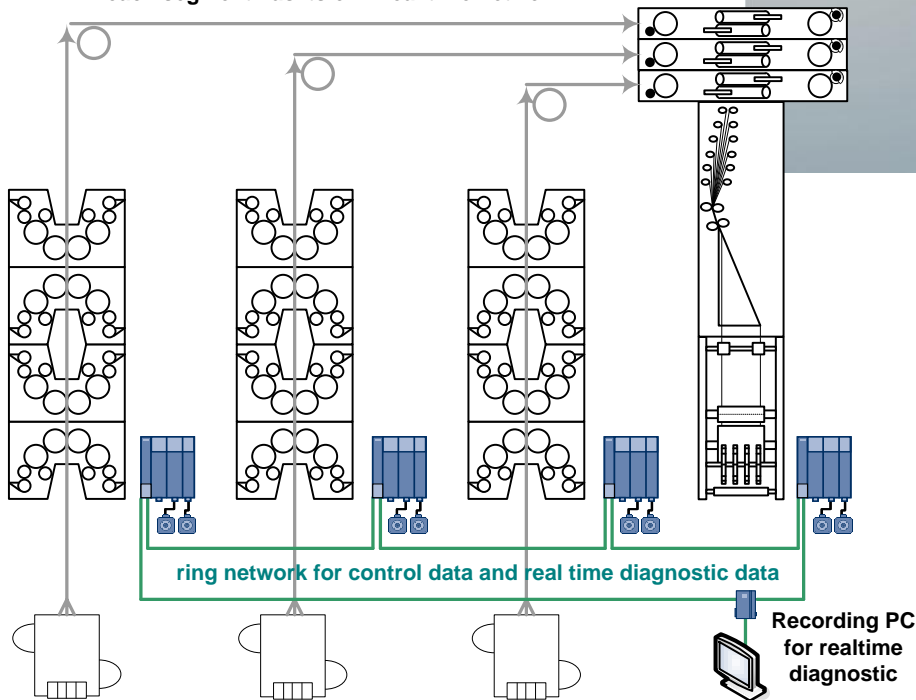 ring network for control data and real time diagnostic data
Recording PC
for realtime
diagnostic